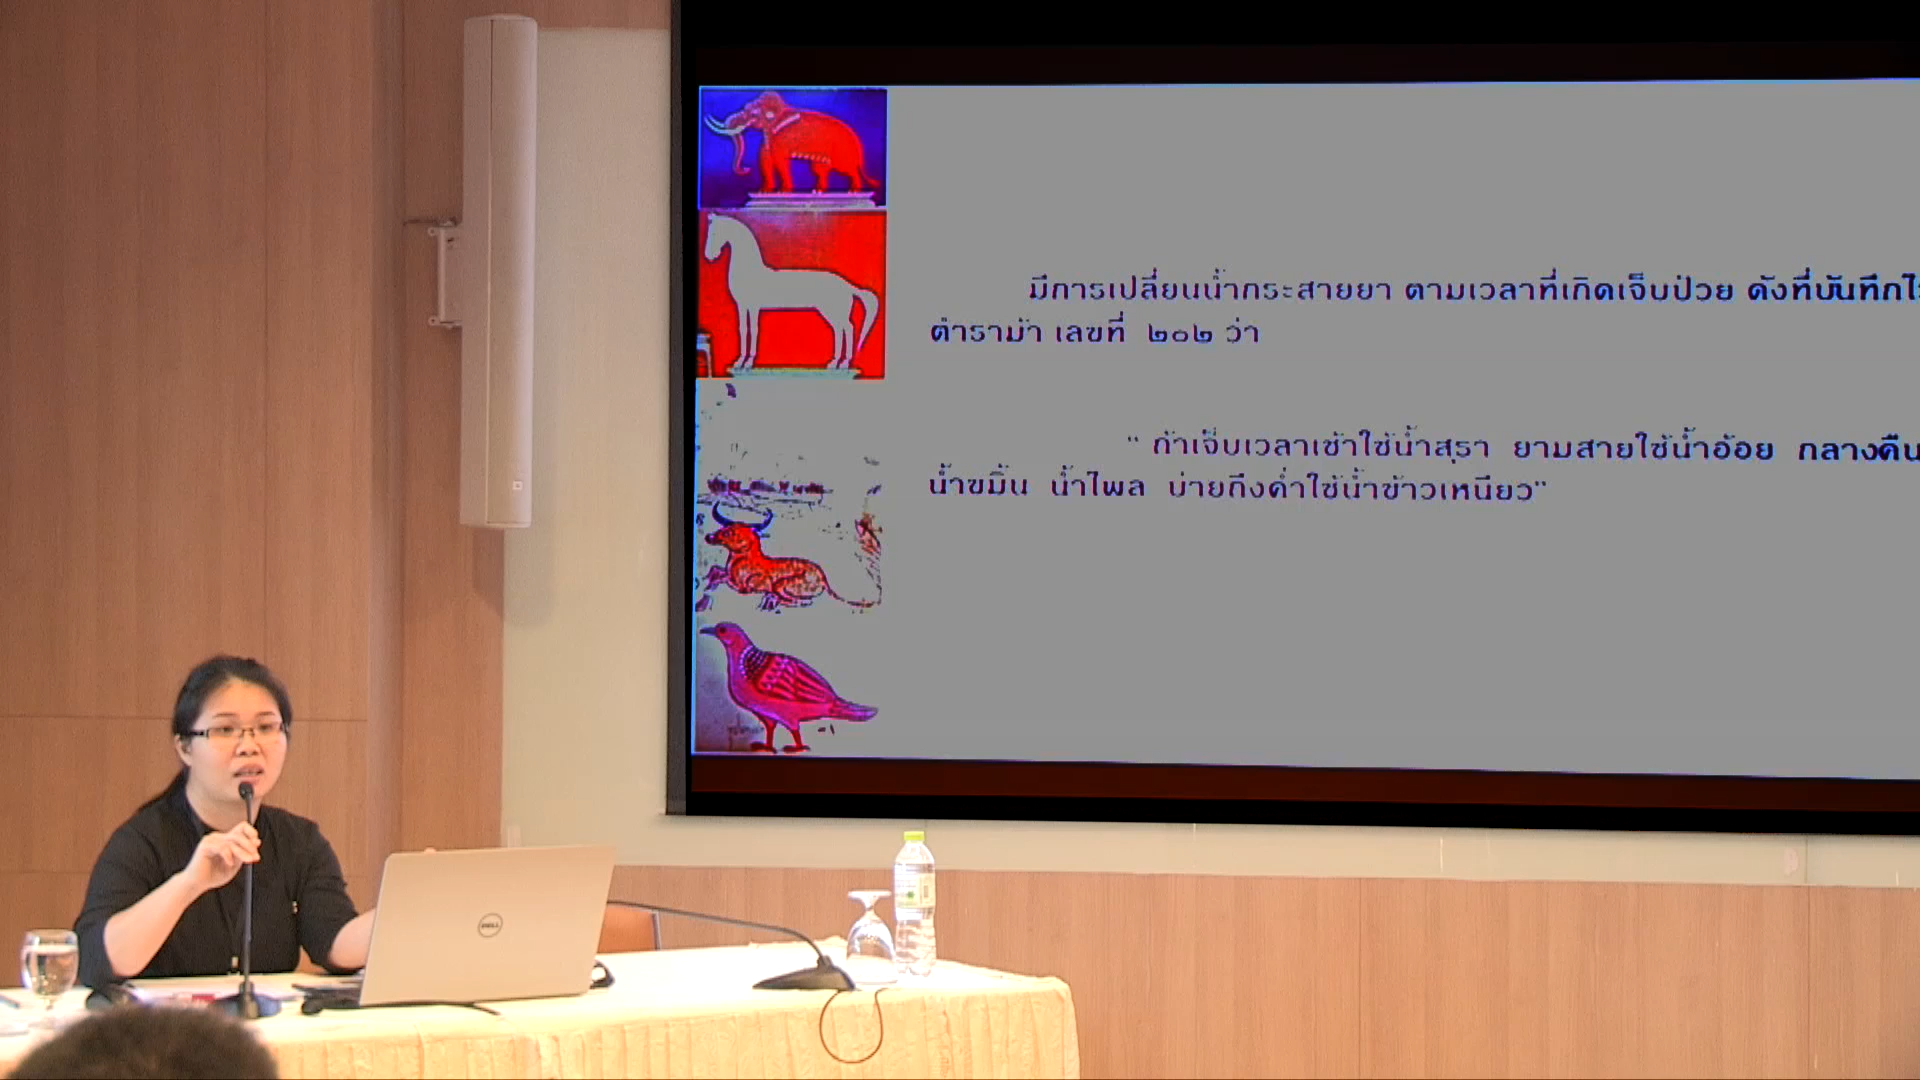 มีการเปลี่ยนน้ำกระสายยา ตามเวลาที่เกิดเจ็บป่วย ดังที่บันทึก
ตำราม้า เลขที่ ๒๐๒ ว่า
" ถ้าเจ็บเวลาเช้าใช้น้ำสุรา ยามสายใช้น้ำอ้อย กลางคืน
น้ำขมิ้น น้ำไพล บ่ายถึงค่ำใช้น้ำข้าวเหนียว"
DELL